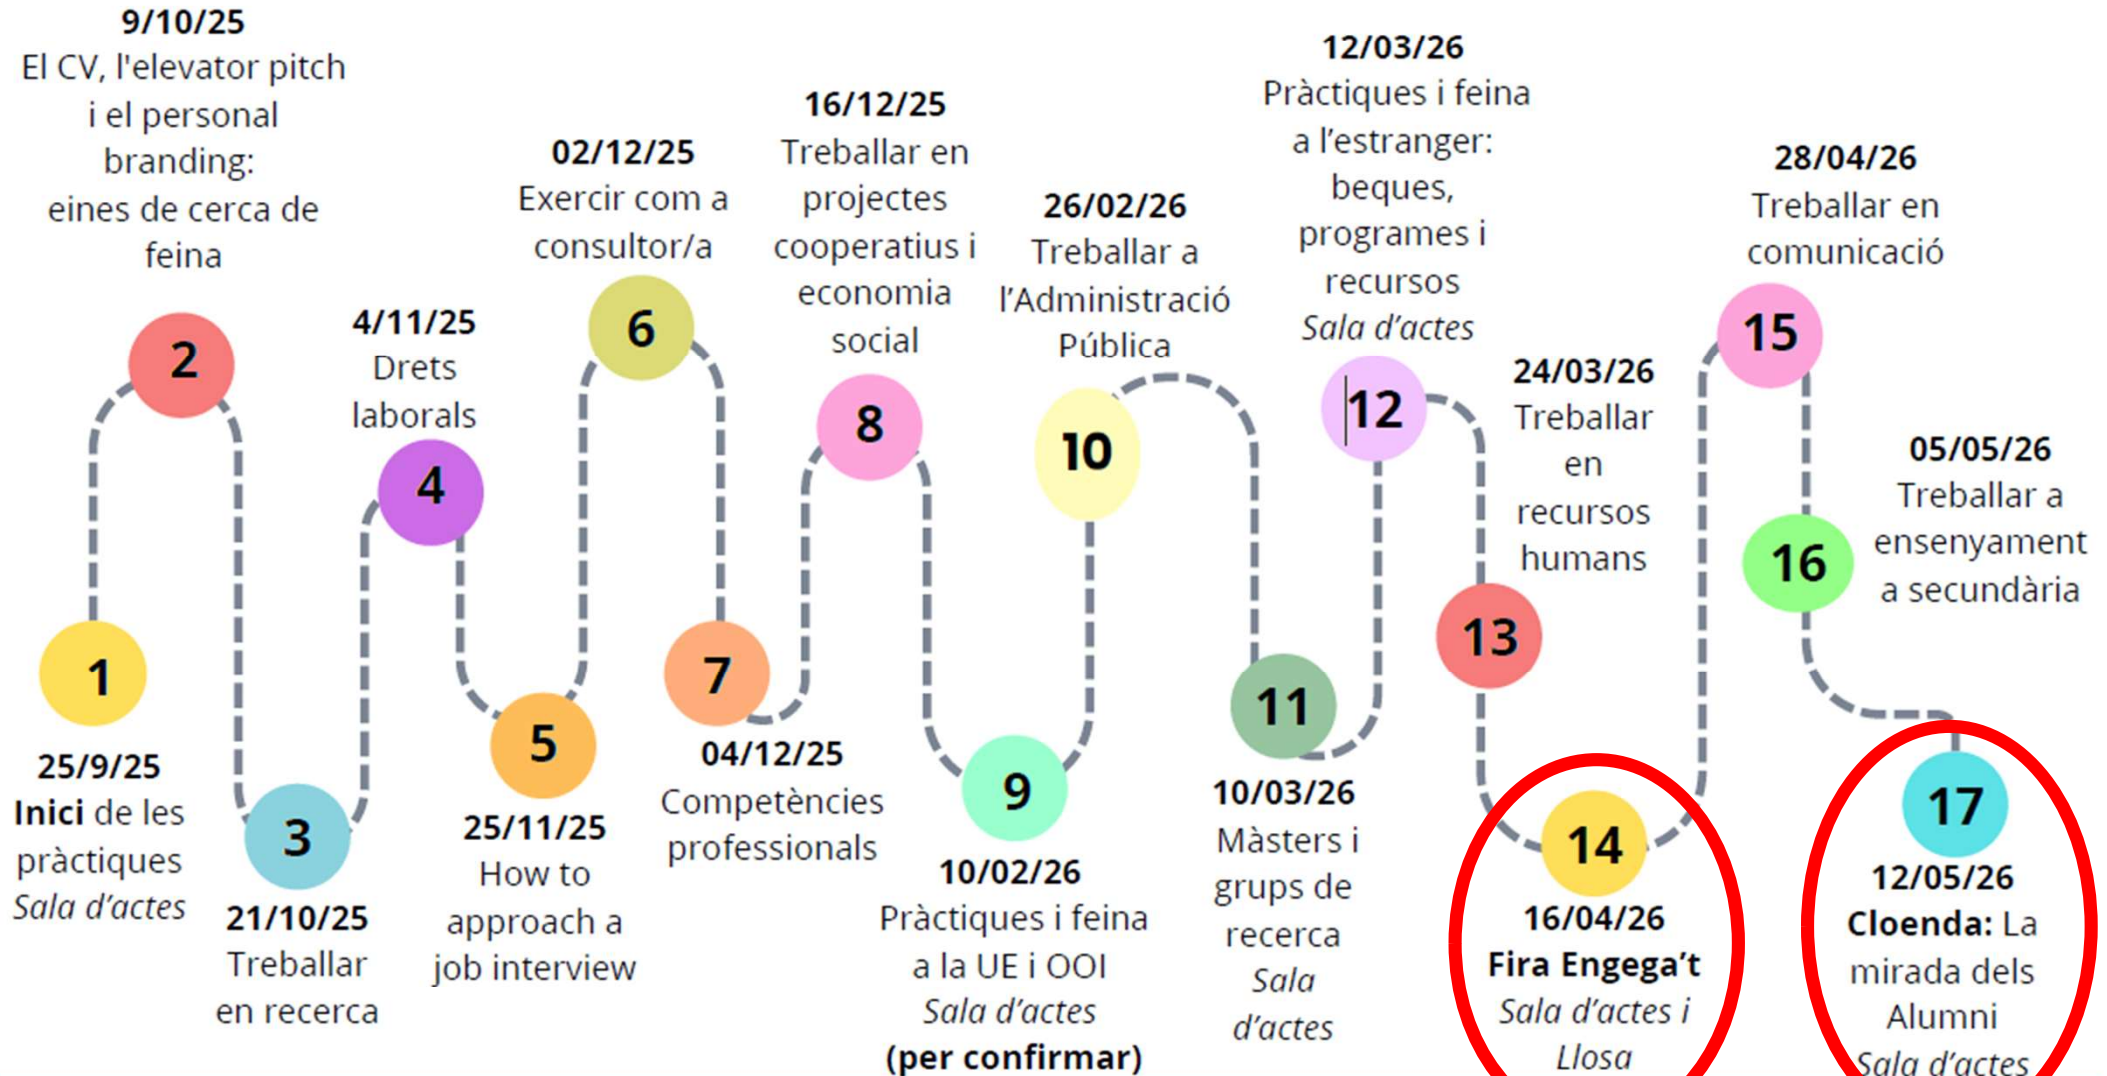 1
25/9/25
Inici de les
pràctiques
Sala d'actes
9/10/25
El CV, l'elevator pitch
i el personal
branding:
eines de cerca de
feina
2
3
21/10/25
Treballar
en recerca
4/11/25
Drets
laborals
4
5
25/11/25
How to
approach a
job interview
02/12/25
Exercir com a
consultor/a
6
7
04/12/25
Competències
professionals
16/12/25
Treballar en
projectes
cooperatius i
economia
social
8
9
10/02/26
Pràctiques i feina
a la UE i OOI
Sala d'actes
(per confirmar)
26/02/26
Treballar a
l'Administració
Pública
10
11
10/03/26
Màsters i
grups de
recerca
Sala
d'actes
12/03/26
Pràctiques i feina
a l'estranger:
beques,
programes i
recursos
Sala d'actes
12
24/03/26
Treballar
en
recursos
humans
13
14
16/04/26
Fira Engega't
Sala d'actes i
Llosa
28/04/26
Treballar en
comunicació
15
16
05/05/26
Treballar a
ensenyament
a secundària
17
12/05/26
Cloenda: La
mirada dels
Alumni
Sala d'actes